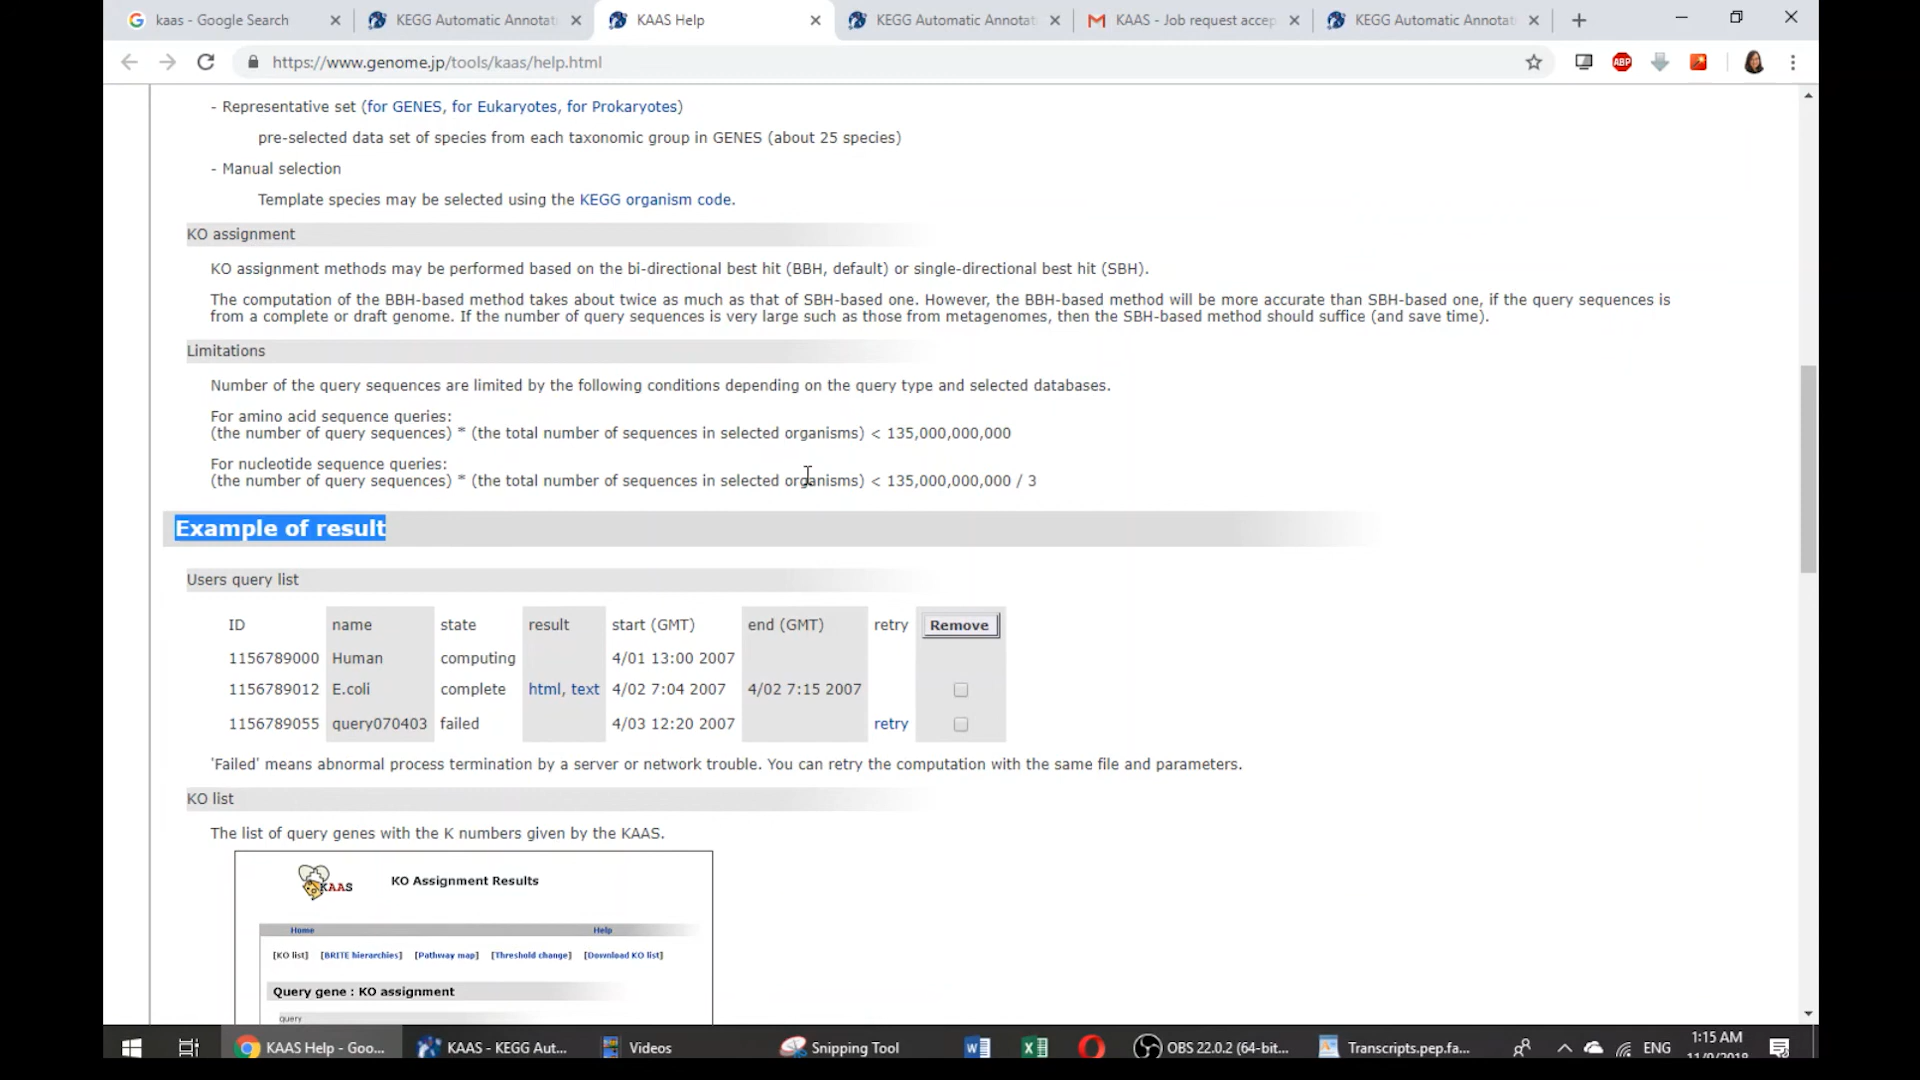 kaas - Google Search
KEGG Automatic Annotat
KAAS Help
KEGG Automatic Annotat
KAAS - Job request accep
KEGG Automatic Annotat
https://www.genome.jp/tools/kaas/help.html
ABP
- Representative set (for GENES, for Eukaryotes, for Prokaryotes)
pre-selected data set of species from each taxonomic group in GENES (about 25 species)
- Manual selection
Template species may be selected using the KEGG organism code.
KO assignment
KO assignment methods may be performed based on the bi-directional best hit (BBH, default) or single-directional best hit (SBH).
The computation of the BBH-based method takes about twice as much as that of SBH-based one. However, the BBH-based method will be more accurate than SBH-based one, if the query sequences is
from a complete or draft genome. If the number of query sequences is very large such as those from metagenomes, then the SBH-based method should suffice (and save time).
Limitations
Number of the query sequences are limited by the following conditions depending on the query type and selected databases.
For amino acid sequence queries:
(the number of query sequences) * (the total number of sequences in selected organisms) < 135,000,000,000
For nucleotide sequence queries:
(the number of query sequences) * (the total number of sequences in selected organisms) < 135,000,000,000 / 3
Example of result
Users query list
ID name state result start (GMT) end (GMT) retry Remove
1156789000 Human computing 4/01 13:00 2007
1156789012 E.coli complete html, text 4/02 7:04 2007 4/02 7:15 2007
1156789055 query070403 failed 4/03 12:20 2007 retry
'Failed' means abnormal process termination by a server or network trouble. You can retry the computation with the same file and parameters.
KO list
The list of query genes with the K numbers given by the KAAS.
KAAS KO Assignment Results
Home Help
[KO list] [BRITE hierarchies] [Pathway map] [Threshold change] [Download KO list]
Query gene : KO assignment
query
KAAS Help - Goo...
KAAS - KEGG Aut...
Videos
Snipping Tool
OBS 22.0.2 (64-bit...
Transcripts.pep.fa...
ENG
1:15 AM
11/9/2018